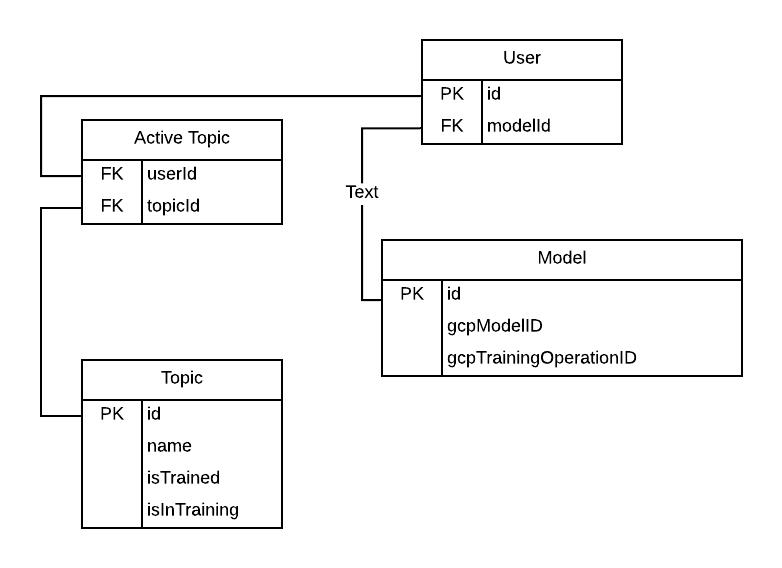 User
PK id
FK modelId
Active Topic
FK userId
FK topicId
Text
Model
PK id
gcpModelID
gcpTrainingOperationID
Topic
PK id
name
isTrained
isInTraining